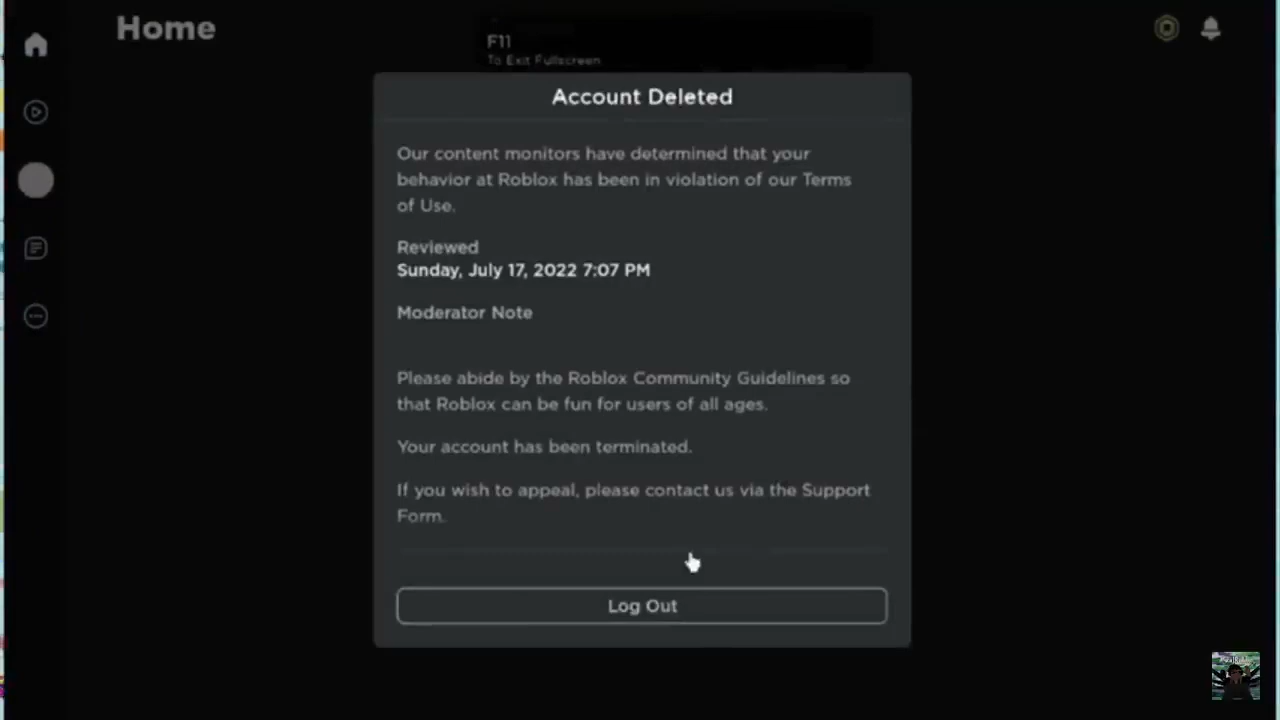 Home
F11
To Exit Fullscreen
Account Deleted
Our content monitors have determined that your
behavior at Roblox has been in violation of our Terms
of Use.
Reviewed
Sunday, July 17, 2022 7:07 PM
Moderator Note
Please abide by the Roblox Community Guidelines so
that Roblox can be fun for users of all ages.
Your account has been terminated.
If you wish to appeal, please contact us via the Support
Form.
Log Out